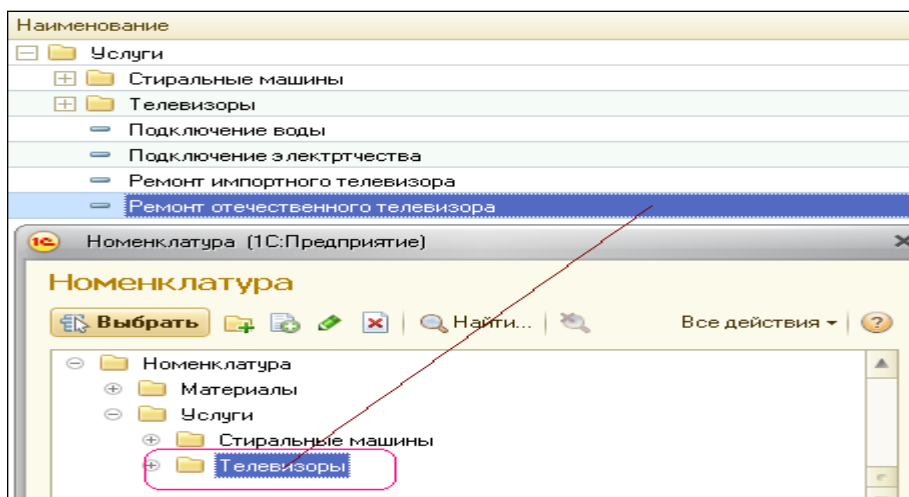 Наименование
Услуги
Стиральные машины
Телевизоры
Подключение воды
Подключение электртчества
Ремонт импортного телевизора
Ремонт отечественного телевизора
1С Номенклатура (1С:Предприятие)
Номенклатура
Выбрать Найти... Все действия
Номенклатура
Материалы
Услуги
Стиральные машины
Телевизоры